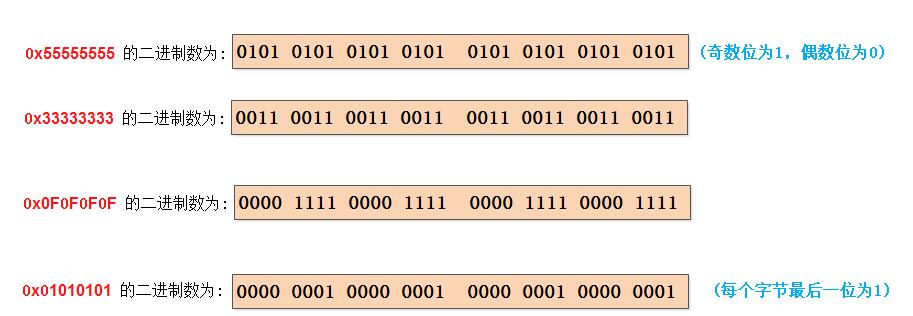 0x55555555 的二进制数为: 0101 0101 0101 0101 0101 0101 0101 0101 (奇数位为1，偶数位为0)
0x33333333 的二进制数为: 0011 0011 0011 0011 0011 0011 0011 0011
0x0F0F0F0F 的二进制数为: 0000 1111 0000 1111 0000 1111 0000 1111
0x01010101 的二进制数为: 0000 0001 0000 0001 0000 0001 0000 0001 (每个字节最后一位为1)